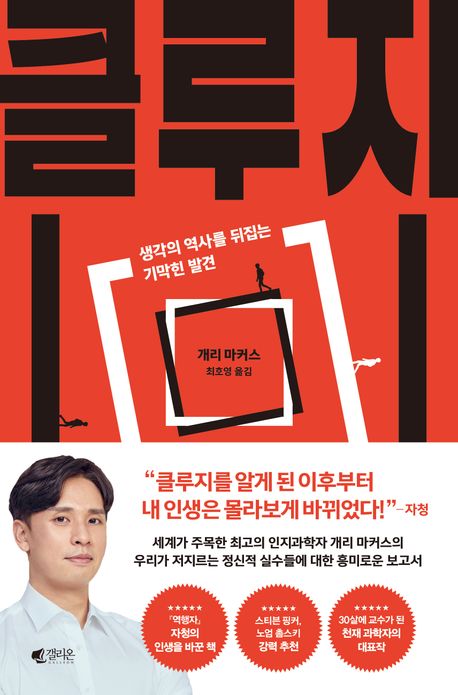 클루지
생각의 역사를 뒤집는
기막힌 발견
개리 마커스
최호영 옮김
“클루지를 알게 된 이후부터
내 인생은 몰라보게 바뀌었다!” – 자청
세계가 주목한 최고의 인지과학자 개리 마커스의
우리가 저지르는 정신적 실수들에 대한 흥미로운 보고서
★★★★★
『역행자』
자청의
인생을 바꾼 책
★★★★★
스티븐 핑커,
노엄 촘스키
강력 추천
★★★★★
30살에 교수가 된
천재 과학자의
대표작
갤리온
GALLEON